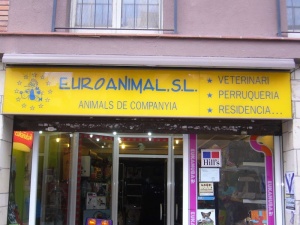 EUROANIMAL.S.L.
ANIMALS DE COMPANYIA
★ VETERINARI
★ PERRUQUERIA
★ RESIDENCIA...
Hill's